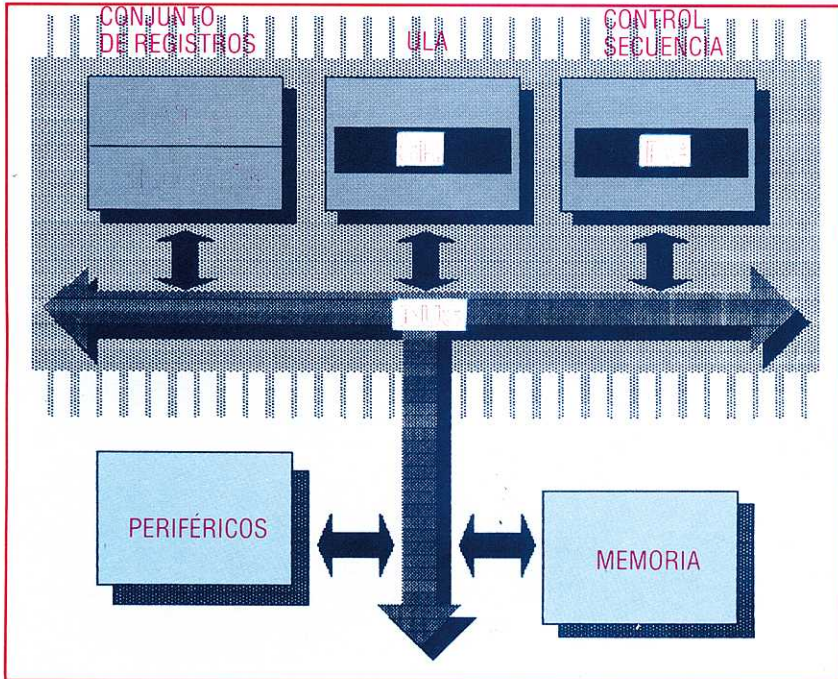 CONJUNTO
DE REGISTROS
ULA
CONTROL
SECUENCIA
PERIFÉRICOS
MEMORIA